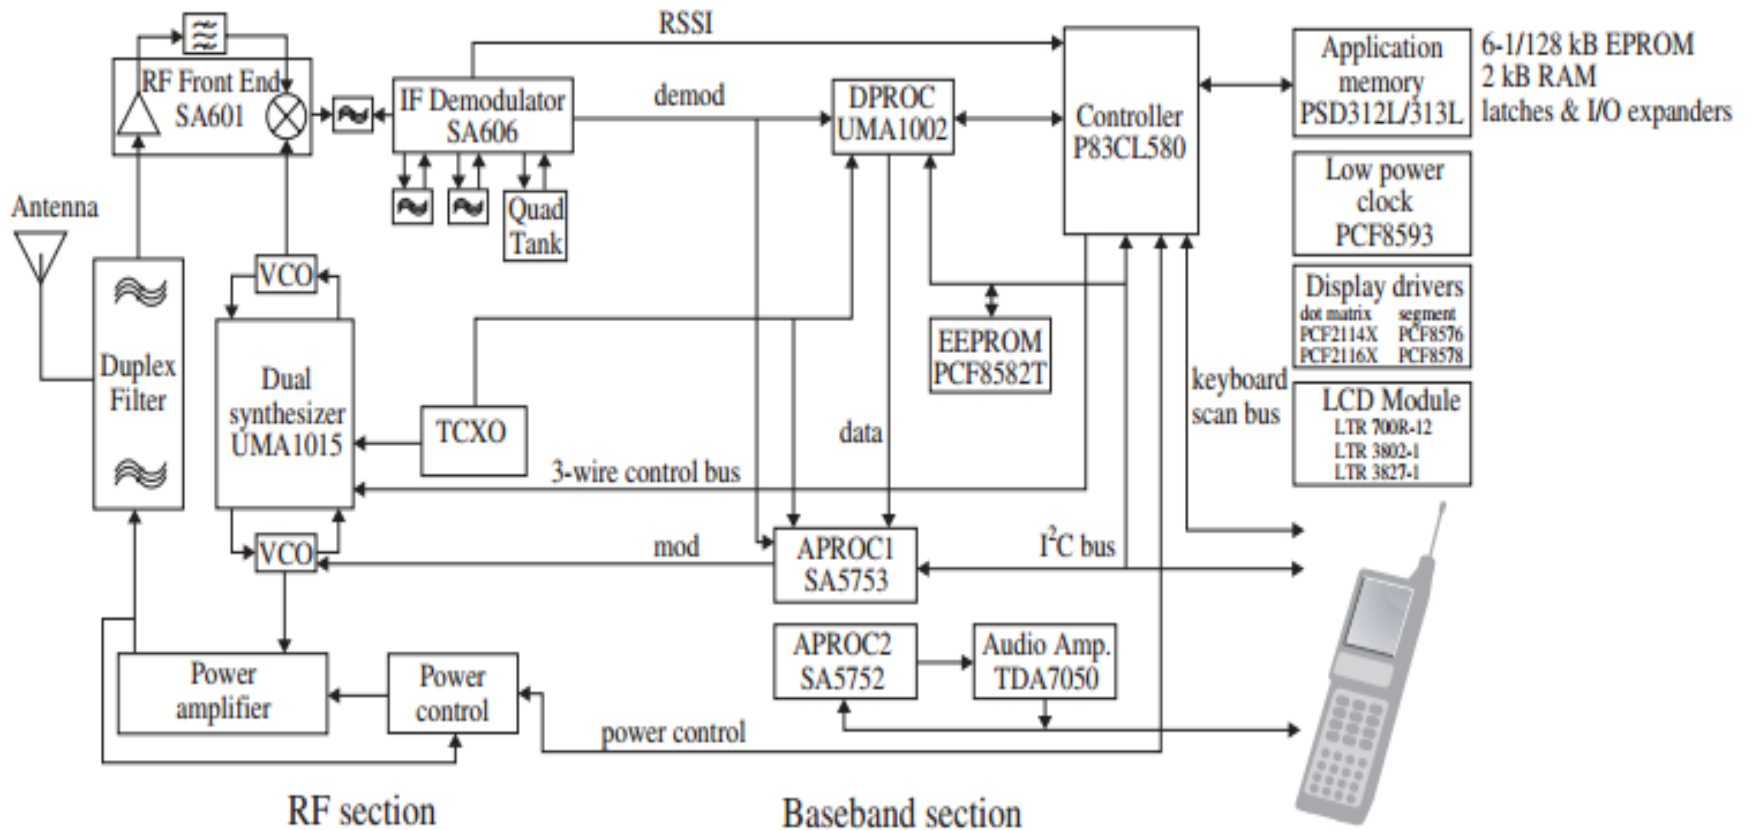 RSSI
RF Front End
SA601
IF Demodulator
SA606
demod
DPROC
UMA1002
Controller
P83CL580
Application
memory
PSD312L/313L
6-1/128 kB EPROM
2 kB RAM
latches & I/O expanders
Low power
clock
PCF8593
Antenna
Quad
Tank
VCO
Display drivers
dot matrix segment
PCF2114X PCF8576
PCF2116X PCF8578
Duplex
Filter
Dual
synthesizer
UMA1015
TCXO
EEPROM
PCF8582T
keyboard
scan bus
LCD Module
LTR 700R-12
LTR 3802-1
LTR 3827-1
data
3-wire control bus
VCO
mod
APROC1
SA5753
I²C bus
APROC2
SA5752
Audio Amp.
TDA7050
Power
amplifier
Power
control
power control
RF section
Baseband section